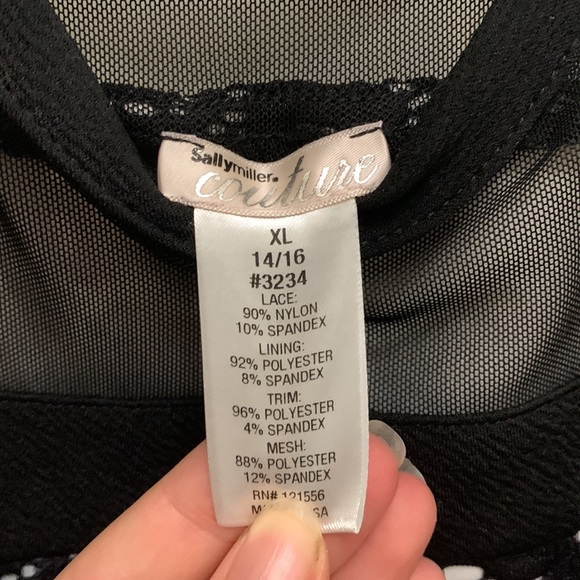 Sallymiller.
couture
XL
14/16
#3234
LACE:
90% NYLON
10% SPANDEX
LINING:
92% POLYESTER
8% SPANDEX
TRIM:
96% POLYESTER
4% SPANDEX
MESH:
88% POLYESTER
12% SPANDEX
RN# 121556